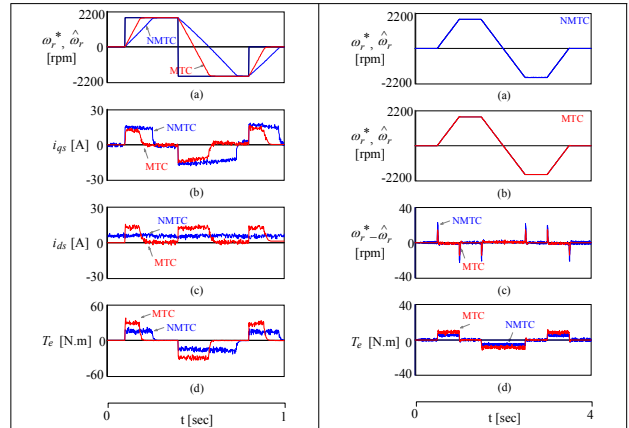 2200
0
-2200
ω_r^*, ω̂_r
[rpm]
NMTC
MTC
(a)
30
0
-30
i_qs [A]
NMTC
MTC
(b)
30
0
-30
i_ds [A]
NMTC
MTC
(c)
60
0
-60
T_e [N.m]
NMTC
(d)
0
1
t [sec]
2200
0
-2200
ω_r^*, ω̂_r
[rpm]
NMTC
(a)
2200
0
-2200
ω_r^*, ω̂_r
[rpm]
MTC
(b)
40
0
-40
ω_r^*–ω̂_r
[rpm]
NMTC
MTC
(c)
40
0
-40
T_e [N.m]
MTC
NMTC
(d)
0
4
t [sec]